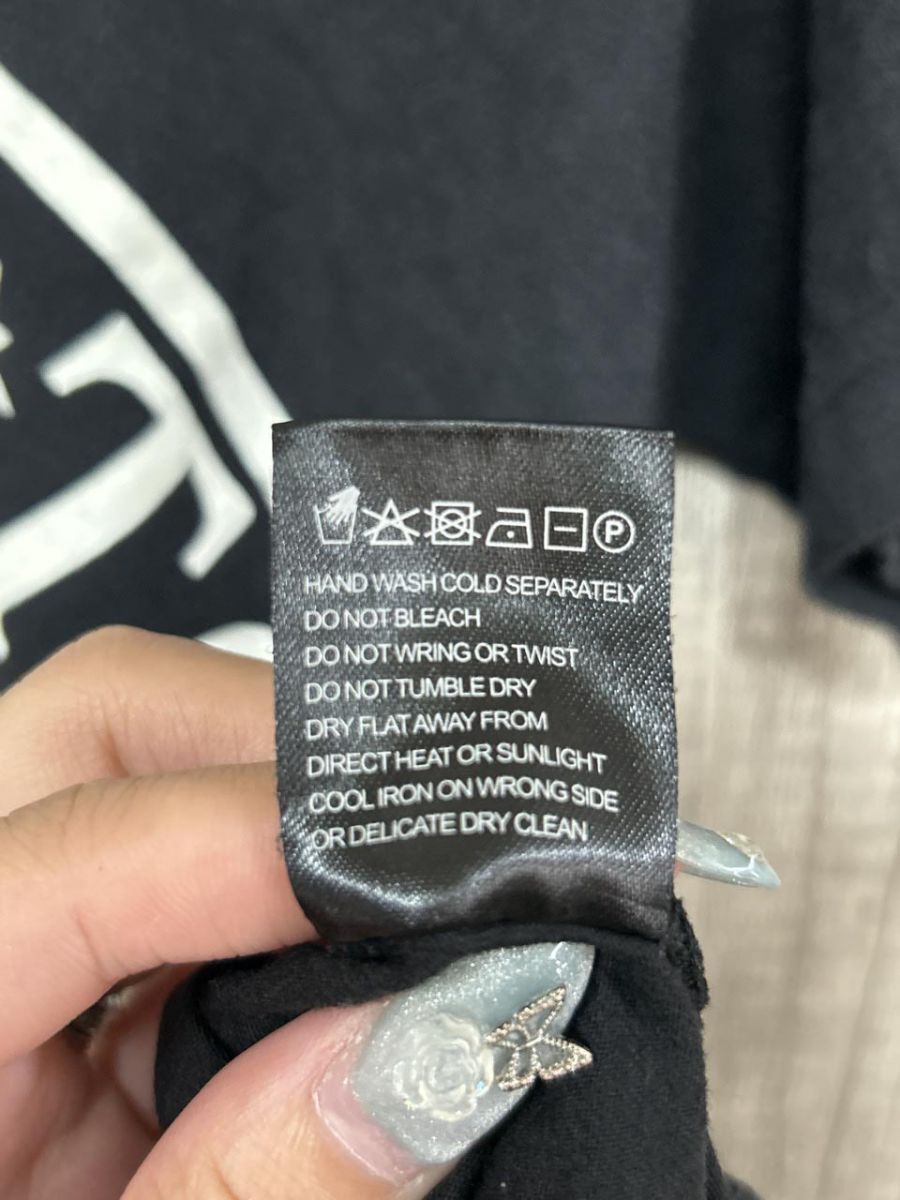 P
HAND WASH COLD SEPARATELY
DO NOT BLEACH
DO NOT WRING OR TWIST
DO NOT TUMBLE DRY
DRY FLAT AWAY FROM
DIRECT HEAT OR SUNLIGHT
COOL IRON ON WRONG SIDE
OR DELICATE DRY CLEAN